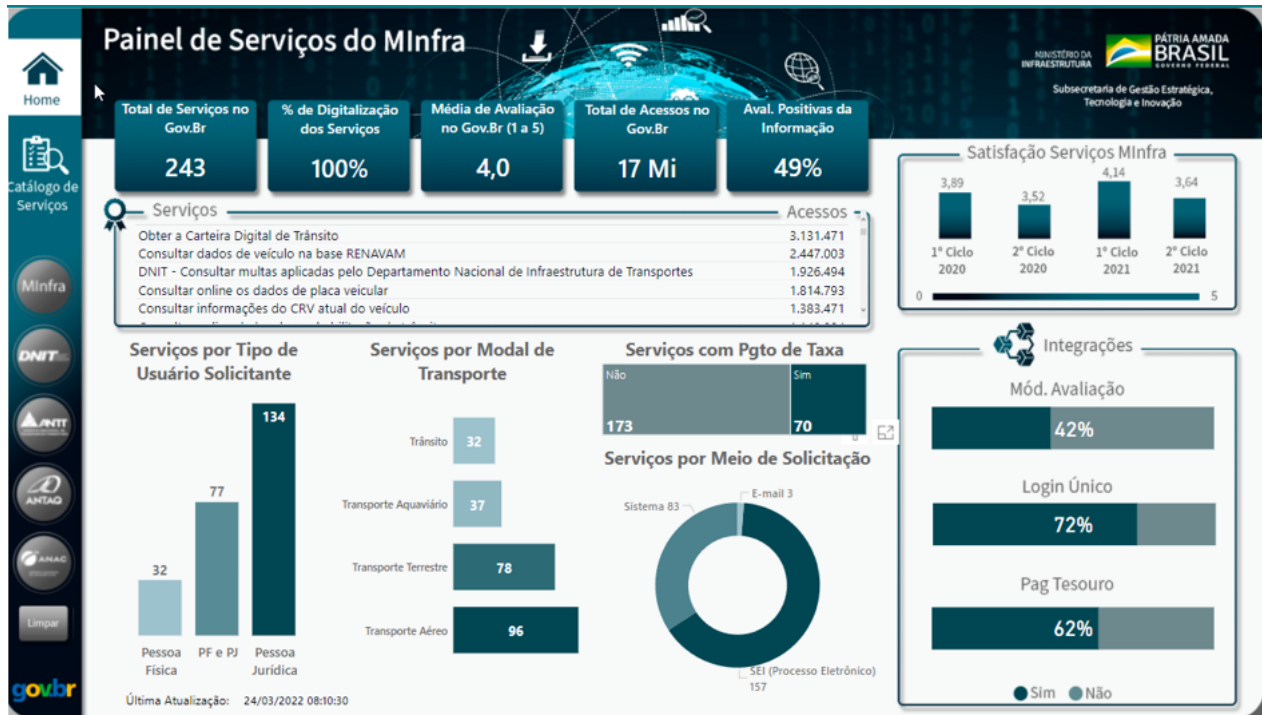 Painel de Serviços do MInfra
MINISTÉRIO DA
INFRAESTRUTURA
PÁTRIA AMADA
BRASIL
GOVERNO FEDERAL
Subsecretaria de Gestão Estratégica,
Tecnologia e Inovação
Home
Catálogo de
Serviços
MInfra
DNIT
ANTT
ANTAQ
ANAC
Limpar
gov.br
Total de Serviços no
Gov.Br
243
% de Digitalização
dos Serviços
100%
Média de Avaliação
no Gov.Br (1 a 5)
4,0
Total de Acessos no
Gov.Br
17 Mi
Aval. Positivas da
Informação
49%
Serviços Acessos
Obter a Carteira Digital de Trânsito 3.131.471
Consultar dados de veículo na base RENAVAM 2.447.003
DNIT - Consultar multas aplicadas pelo Departamento Nacional de Infraestrutura de Transportes 1.926.494
Consultar online os dados de placa veicular 1.814.793
Consultar informações do CRV atual do veículo 1.383.471
Satisfação Serviços MInfra
3,89
3,52
4,14
3,64
1° Ciclo
2020
2° Ciclo
2020
1° Ciclo
2021
2° Ciclo
2021
0 5
Serviços por Tipo de
Usuário Solicitante
32
77
134
Pessoa
Física
PF e PJ
Pessoa
Jurídica
Serviços por Modal de
Transporte
Trânsito 32
Transporte Aquaviário 37
Transporte Terrestre 78
Transporte Aéreo 96
Serviços com Pgto de Taxa
Não
173
Sim
70
Serviços por Meio de Solicitação
E-mail 3
Sistema 83
SEI (Processo Eletrônico)
157
Integrações
Mód. Avaliação
42%
Login Único
72%
Pag Tesouro
62%
Sim Não
Última Atualização: 24/03/2022 08:10:30